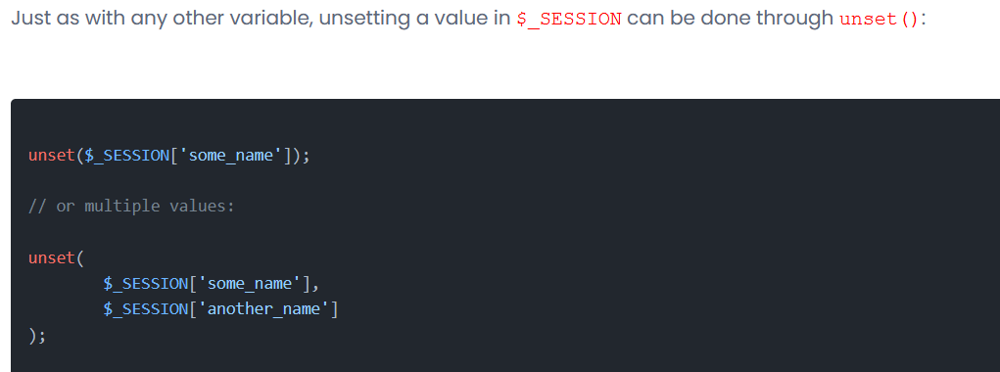 Just as with any other variable, unsetting a value in $_SESSION can be done through unset():
unset($_SESSION['some_name']);
// or multiple values:
unset(
$_SESSION['some_name'],
$_SESSION['another_name']
);